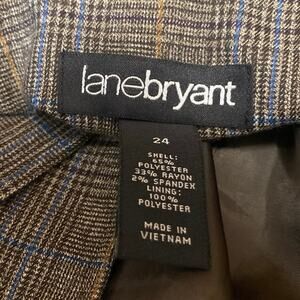 lanebryant
24
SHELL:
65%
POLYESTER
33% RAYON
2% SPANDEX
LINING:
100%
POLYESTER
MADE IN
VIETNAM